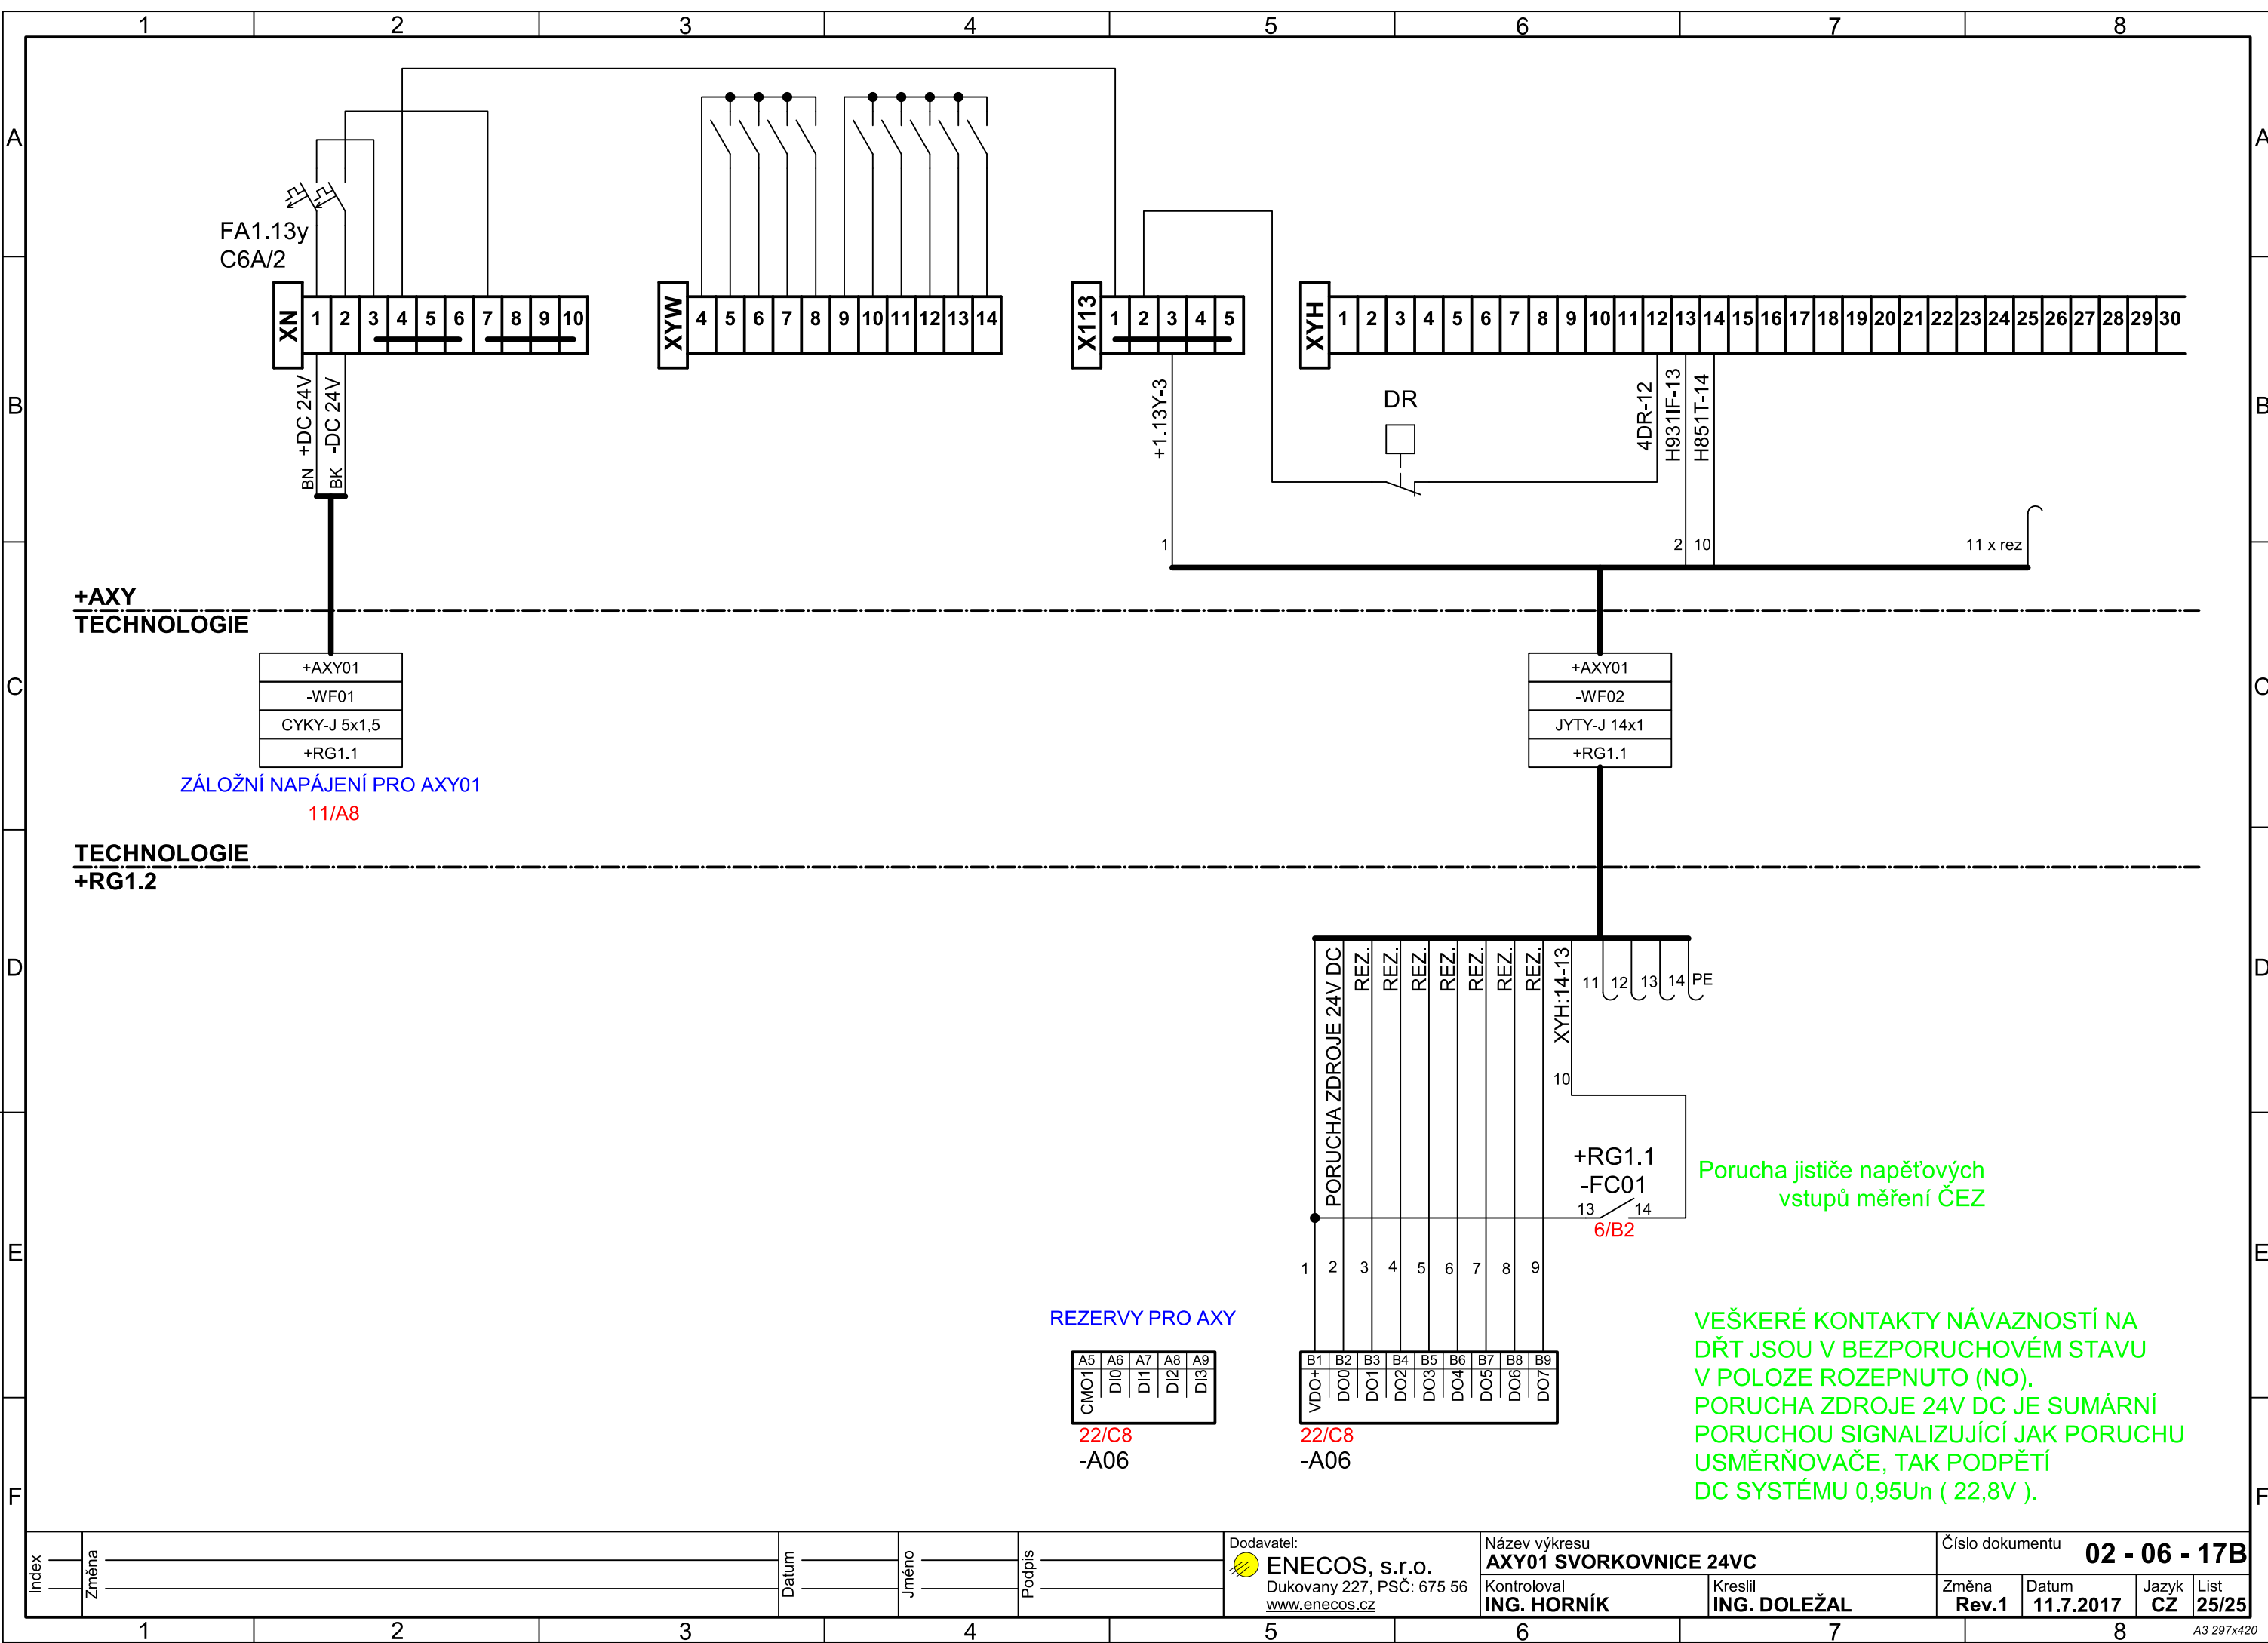 1 2 3 4 5 6 7 8
A A
FA1.13y
C6A/2
XN 1 2 3 4 5 6 7 8 9 10
XYW 4 5 6 7 8 9 10 11 12 13 14
X113 1 2 3 4 5
XYH 1 2 3 4 5 6 7 8 9 10 11 12 13 14 15 16 17 18 19 20 21 22 23 24 25 26 27 28 29 30
B B
BN +DC 24V
BK -DC 24V
+1.13Y-3
DR
4DR-12
H931IF-13
H851T-14
1
2 10
11 x rez
+AXY
TECHNOLOGIE
C C
+AXY01
-WF01
CYKY-J 5x1,5
+RG1.1
ZÁLOŽNÍ NAPÁJENÍ PRO AXY01
11/A8
+AXY01
-WF02
JYTY-J 14x1
+RG1.1
TECHNOLOGIE
+RG1.2
D D
PORUCHA ZDROJE 24V DC
REZ.
REZ.
REZ.
REZ.
REZ.
REZ.
REZ.
XYH:14-13
10
11 12 13 14 PE
+RG1.1
-FC01
13 14
6/B2
Porucha jističe napěťových
vstupů měření ČEZ
E E
1 2 3 4 5 6 7 8 9
REZERVY PRO AXY
A5 A6 A7 A8 A9
CMO1 DI0 DI1 DI2 DI3
22/C8
-A06
B1 B2 B3 B4 B5 B6 B7 B8 B9
VDO+ DO0 DO1 DO2 DO3 DO4 DO5 DO6 DO7
22/C8
-A06
VEŠKERÉ KONTAKTY NÁVAZNOSTÍ NA
DŘT JSOU V BEZPORUCHOVÉM STAVU
V POLOZE ROZEPNUTO (NO).
PORUCHA ZDROJE 24V DC JE SUMÁRNÍ
PORUCHOU SIGNALIZUJÍCÍ JAK PORUCHU
USMĚRŇOVAČE, TAK PODPĚTÍ
DC SYSTÉMU 0,95Un ( 22,8V ).
F F
Index
Změna
Datum
Jméno
Podpis
Dodavatel:
ENECOS, s.r.o.
Dukovany 227, PSČ: 675 56
www.enecos.cz
Název výkresu
AXY01 SVORKOVNICE 24VC
Kontroloval
ING. HORNÍK
Kreslil
ING. DOLEŽAL
Číslo dokumentu 02 - 06 - 17B
Změna
Rev.1
Datum
11.7.2017
Jazyk
CZ
List
25/25
1 2 3 4 5 6 7 8
A3 297x420